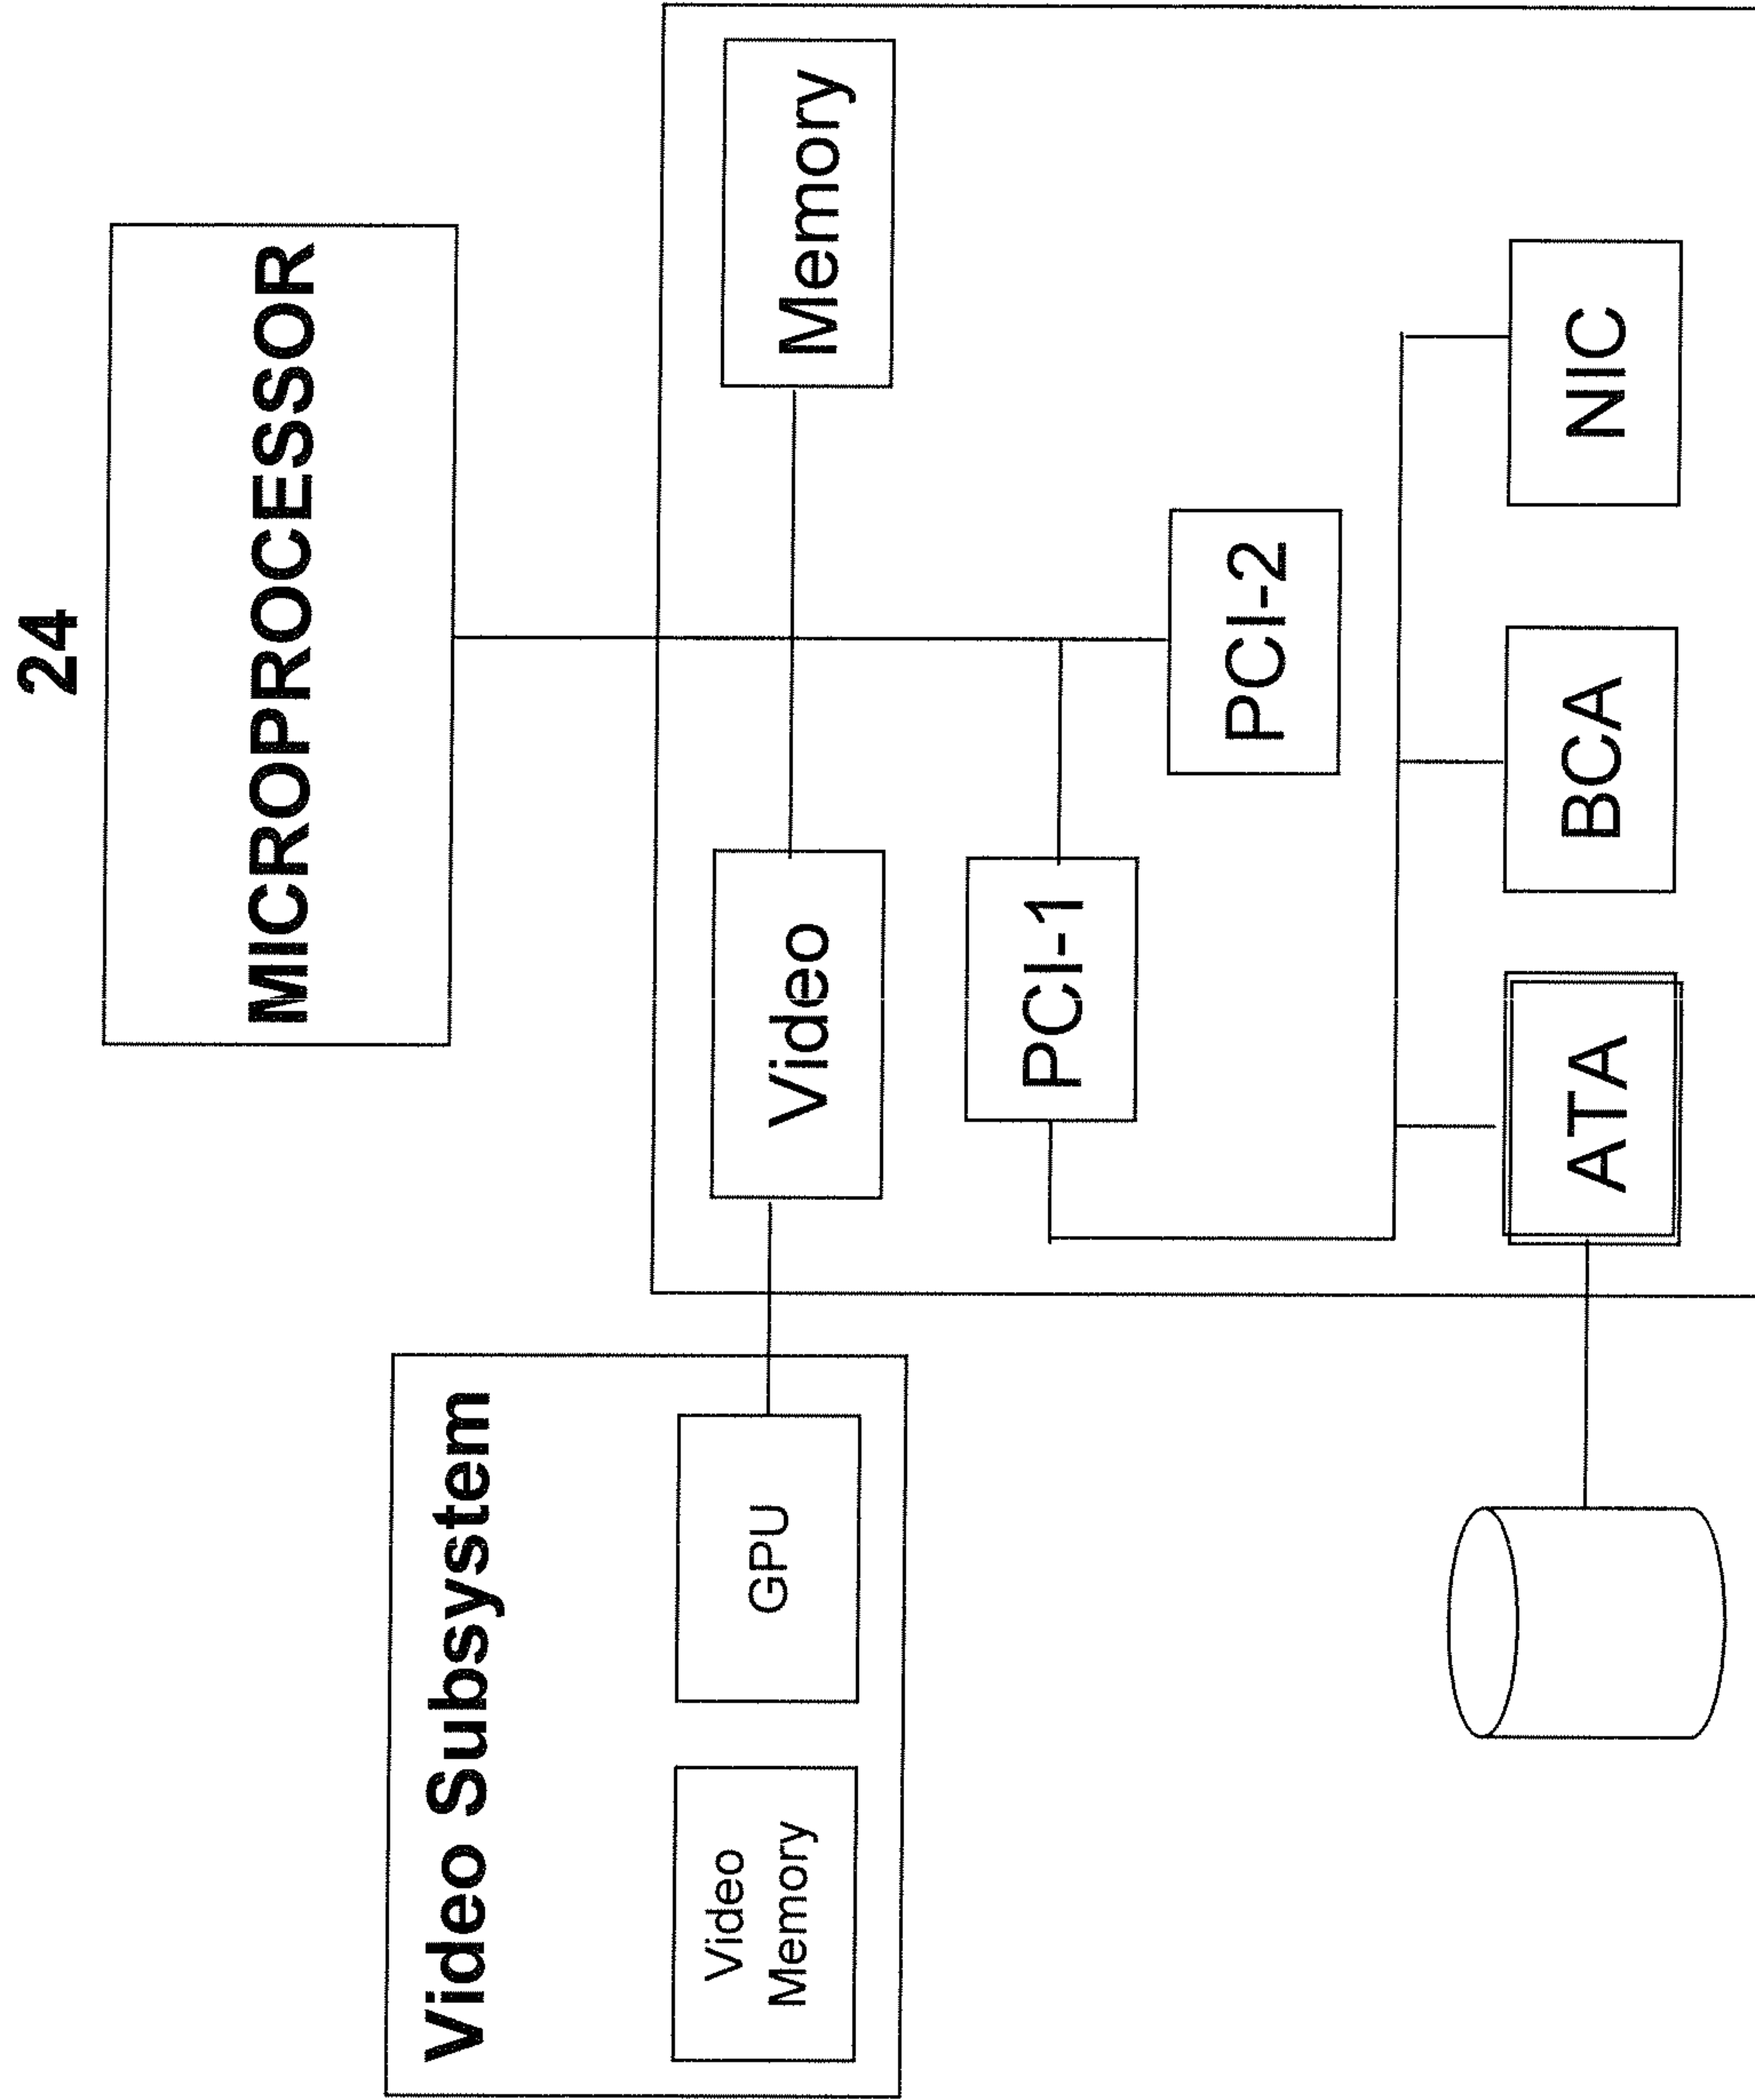 24
MICROPROCESSOR
Video Subsystem
Video
Memory
GPU
Video
Memory
PCI-1
PCI-2
ATA
BCA
NIC